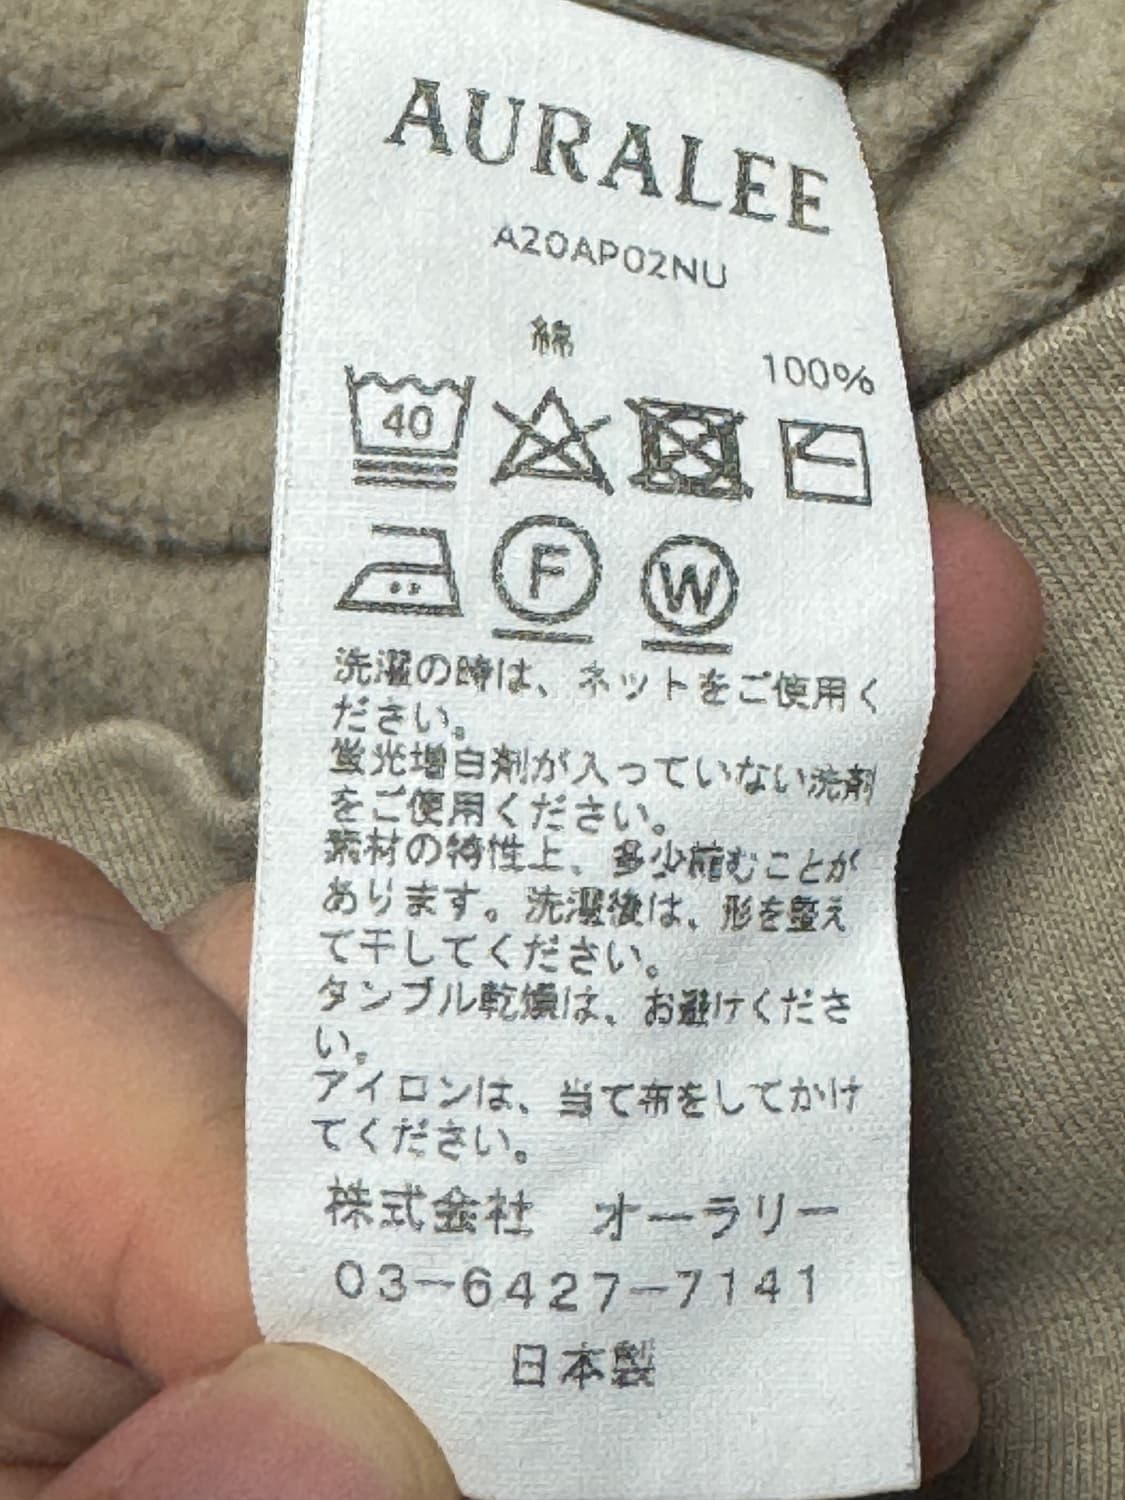 AURALEE
A20AP02NU
綿 100%
40
F W
洗濯の時は、ネットをご使用く
ださい。
蛍光増白剤が入っていない洗剤
をご使用ください。
素材の特性上、多少縮むことが
あります。洗濯後は、形を整え
て干してください。
タンブル乾燥は、お避けくださ
い。
アイロンは、当て布をしてかけ
てください。
株式会社 オーラリー
03-6427-7141
日本製